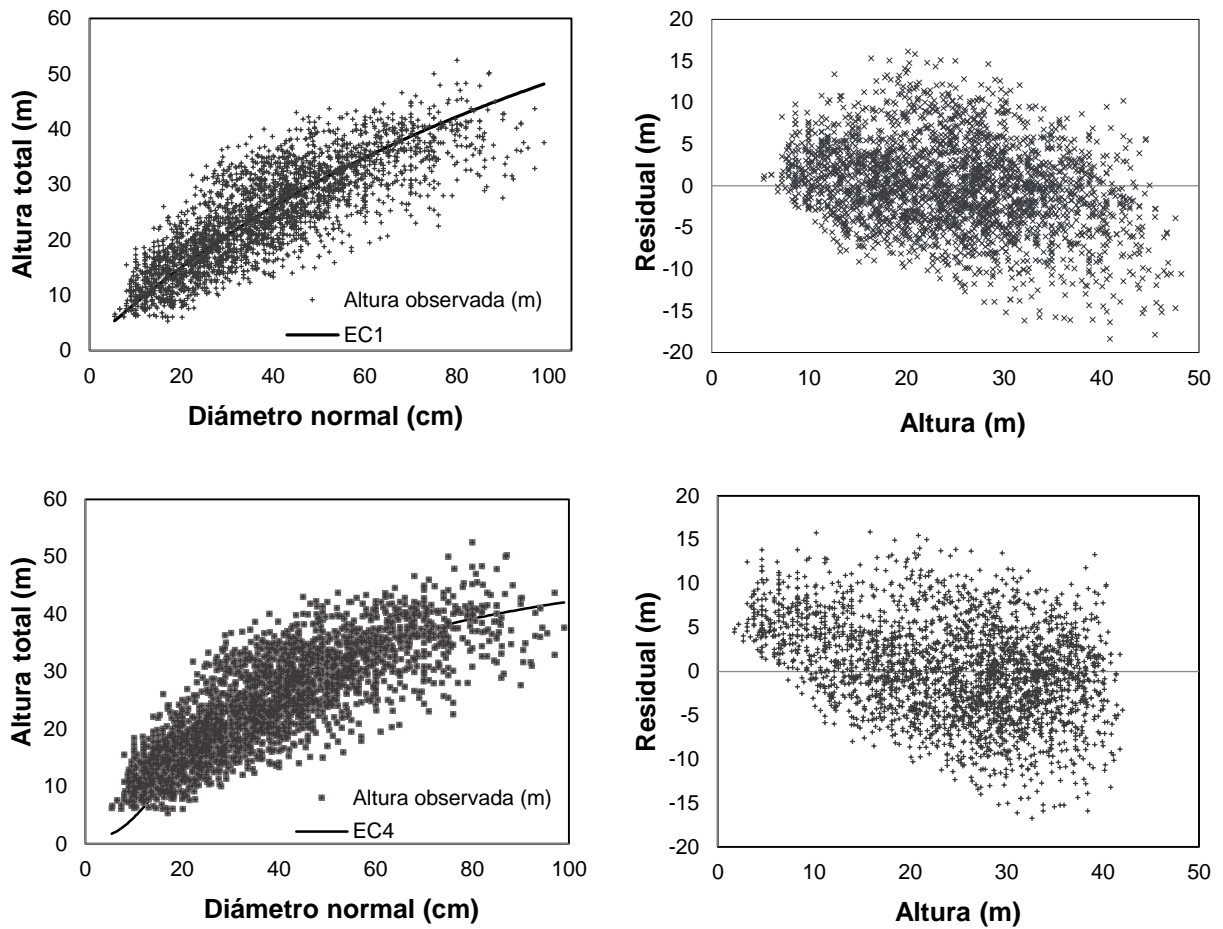 60
50
40
30
20
10
0
Altura total (m)
Altura observada (m)
EC1
0 20 40 60 80 100
Diámetro normal (cm)
20
15
10
5
0
-5
-10
-15
-20
Residual (m)
0 10 20 30 40 50
Altura (m)
60
50
40
30
20
10
0
Altura total (m)
Altura observada (m)
EC4
0 20 40 60 80 100
Diámetro normal (cm)
20
15
10
5
0
-5
-10
-15
-20
Residual (m)
0 10 20 30 40 50
Altura (m)